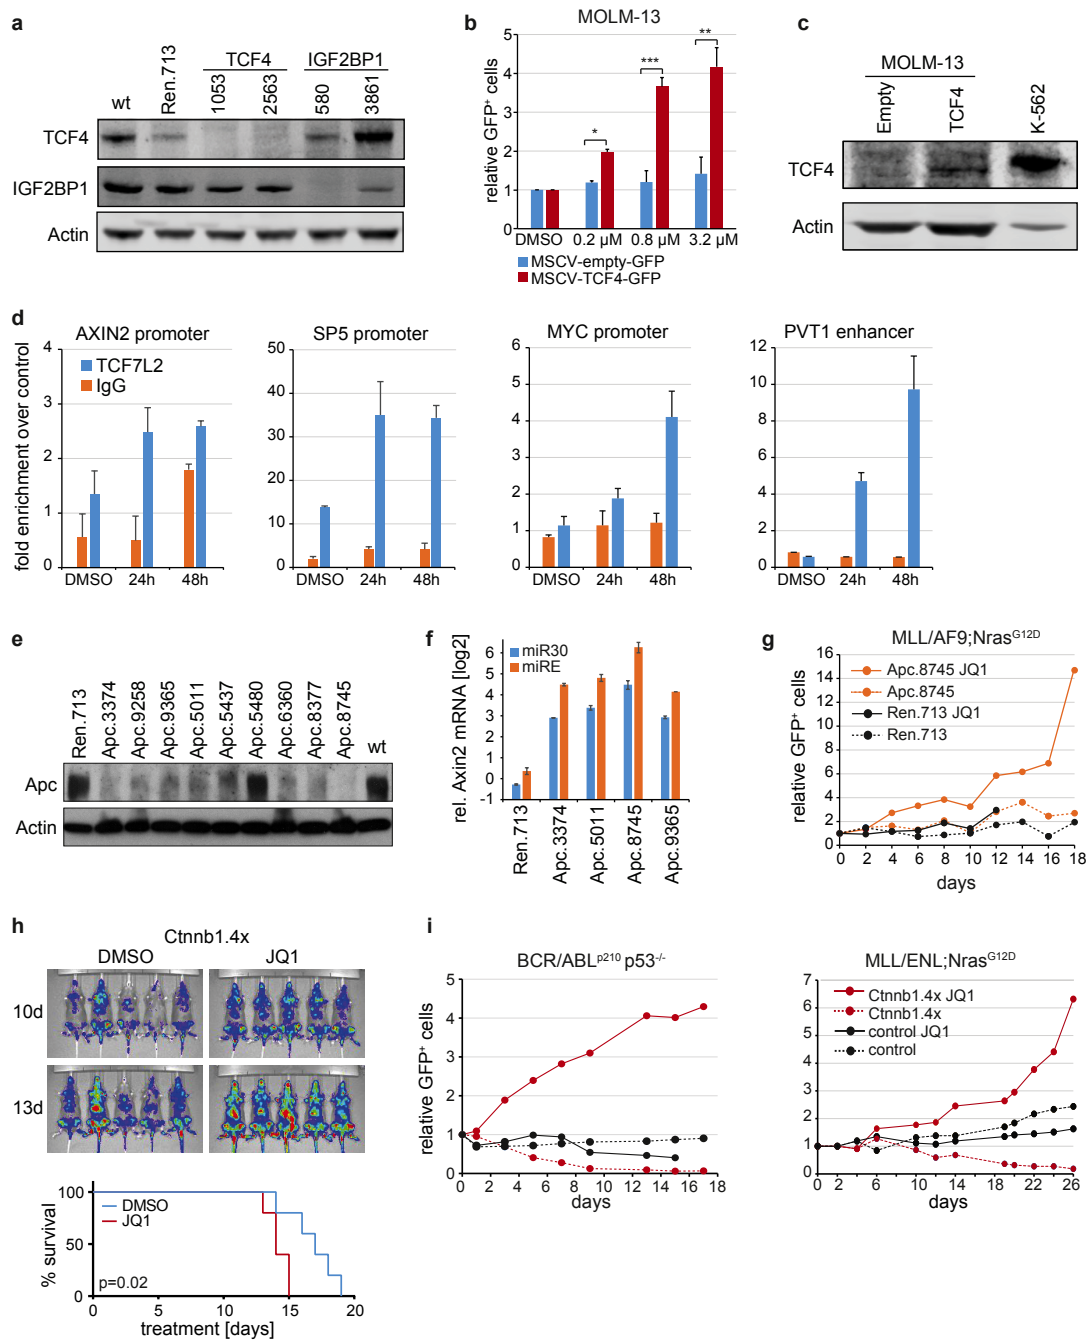 a
wt
Ren.713
TCF4
1053
2563
IGF2BP1
580
3861
TCF4
IGF2BP1
Actin
b
MOLM-13
relative GFP⁺ cells
5
4
3
2
1
0
*
***
**
DMSO 0.2 µM 0.8 µM 3.2 µM
MSCV-empty-GFP
MSCV-TCF4-GFP
c
MOLM-13
Empty
TCF4
K-562
TCF4
Actin
d
fold enrichment over control
AXIN2 promoter
4
3
2
1
0
TCF7L2
IgG
DMSO 24h 48h
SP5 promoter
50
40
30
20
10
0
DMSO 24h 48h
MYC promoter
6
5
4
3
2
1
0
DMSO 24h 48h
PVT1 enhancer
12
10
8
6
4
2
0
DMSO 24h 48h
e
Ren.713
Apc.3374
Apc.9258
Apc.9365
Apc.5011
Apc.5437
Apc.5480
Apc.6360
Apc.8377
Apc.8745
wt
Apc
Actin
f
rel. Axin2 mRNA [log2]
6
5
4
3
2
1
0
-1
miR30
miRE
Ren.713
Apc.3374
Apc.5011
Apc.8745
Apc.9365
g
MLL/AF9;Nrasᴳ¹²ᴰ
relative GFP⁺ cells
16
14
12
10
8
6
4
2
0
Apc.8745 JQ1
Apc.8745
Ren.713 JQ1
Ren.713
0 2 4 6 8 10 12 14 16 18
days
h
Ctnnb1.4x
DMSO JQ1
10d
13d
% survival
100
50
0
DMSO
JQ1
p=0.02
0 5 10 15 20
treatment [days]
i
BCR/ABLᵖ²¹⁰ p53⁻/⁻
relative GFP⁺ cells
5
4
3
2
1
0
0 2 4 6 8 10 12 14 16 18
days
MLL/ENL;Nrasᴳ¹²ᴰ
7
6
5
4
3
2
1
0
Ctnnb1.4x JQ1
Ctnnb1.4x
control JQ1
control
0 2 4 6 8 10 12 14 16 18 20 22 24 26
days